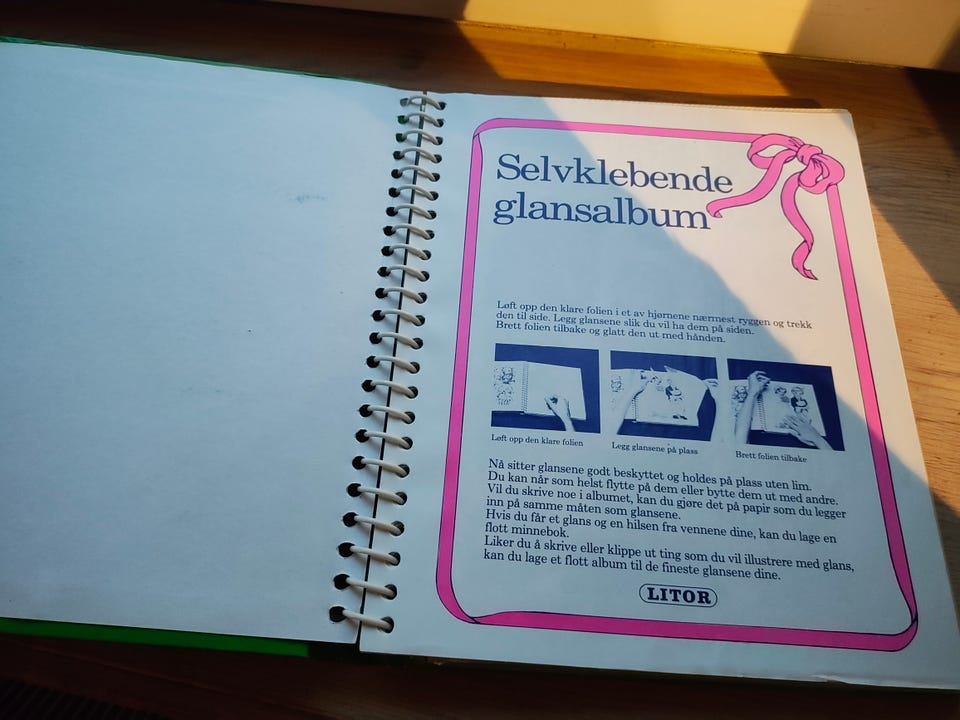 Selvklebende
glansalbum
Løft opp den klare folien i et av hjørnene nærmest ryggen og trekk
den til side. Legg glansene slik du vil ha dem på siden.
Brett folien tilbake og glatt den ut med hånden.
Løft opp den klare folien
Legg glansene på plass
Brett folien tilbake
Nå sitter glansene godt beskyttet og holdes på plass uten lim.
Du kan når som helst flytte på dem eller bytte dem ut med andre.
Vil du skrive noe i albumet, kan du gjøre det på papir som du legger
inn på samme måten som glansene.
Hvis du får et glans og en hilsen fra vennene dine, kan du lage en
flott minnebok.
Liker du å skrive eller klippe ut ting som du vil illustrere med glans,
kan du lage et flott album til de fineste glansene dine.
LITOR